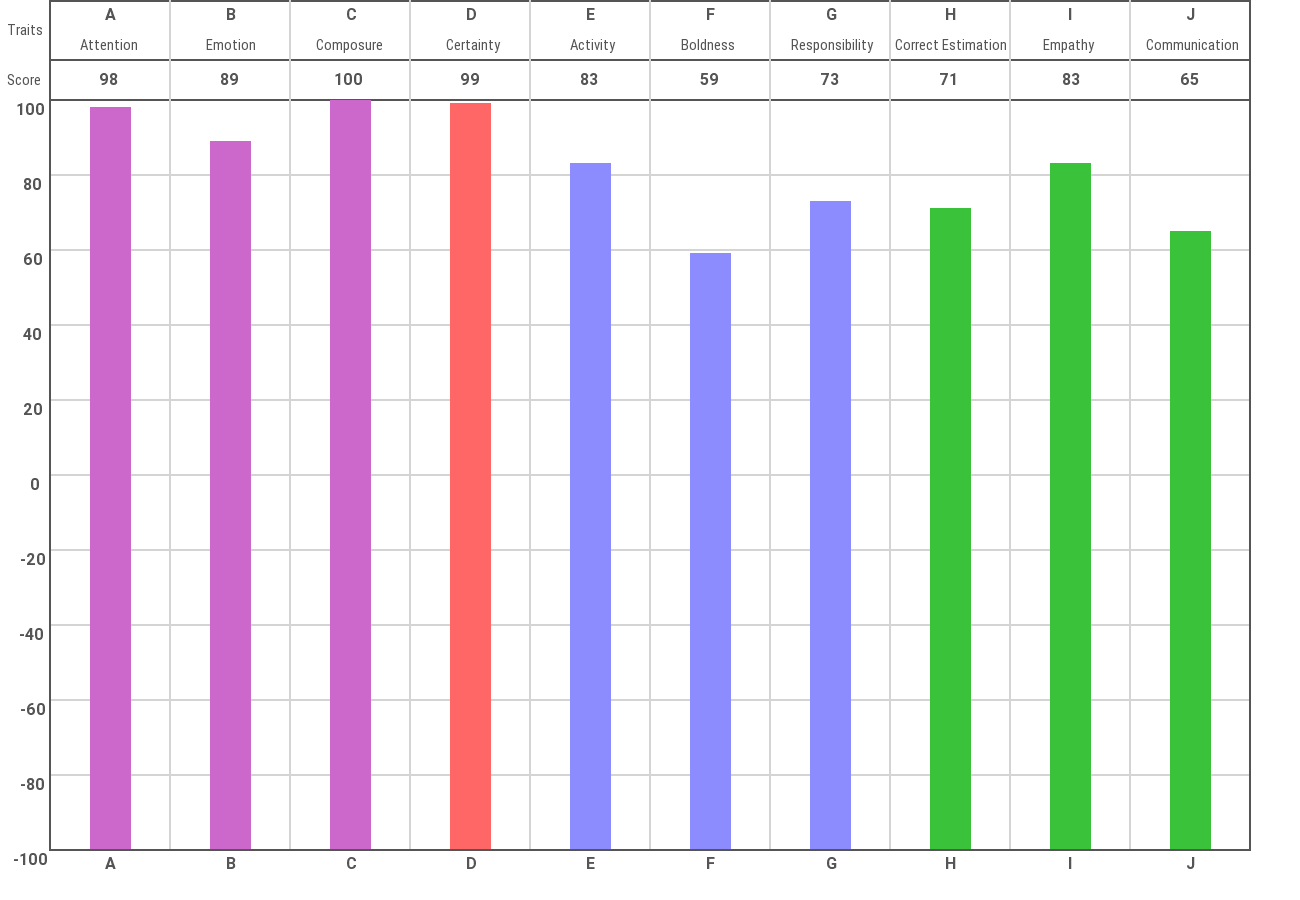 Traits
A B C D E F G H I J
Attention Emotion Composure Certainty Activity Boldness Responsibility Correct Estimation Empathy Communication
Score 98 89 100 99 83 59 73 71 83 65
100
80
60
40
20
0
-20
-40
-60
-80
-100
A B C D E F G H I J